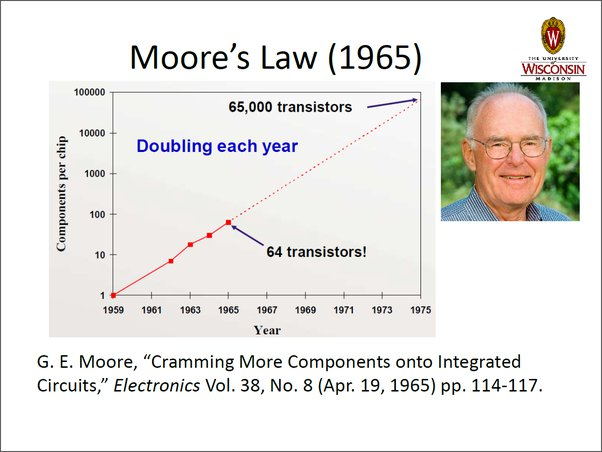 Moore's Law (1965)
THE UNIVERSITY
of
WISCONSIN
MADISON
100000
10000
1000
100
10
1
Components per chip
65,000 transistors
Doubling each year
64 transistors!
1959 1961 1963 1965 1967 1969 1971 1973 1975
Year
G. E. Moore, “Cramming More Components onto Integrated
Circuits,” Electronics Vol. 38, No. 8 (Apr. 19, 1965) pp. 114-117.